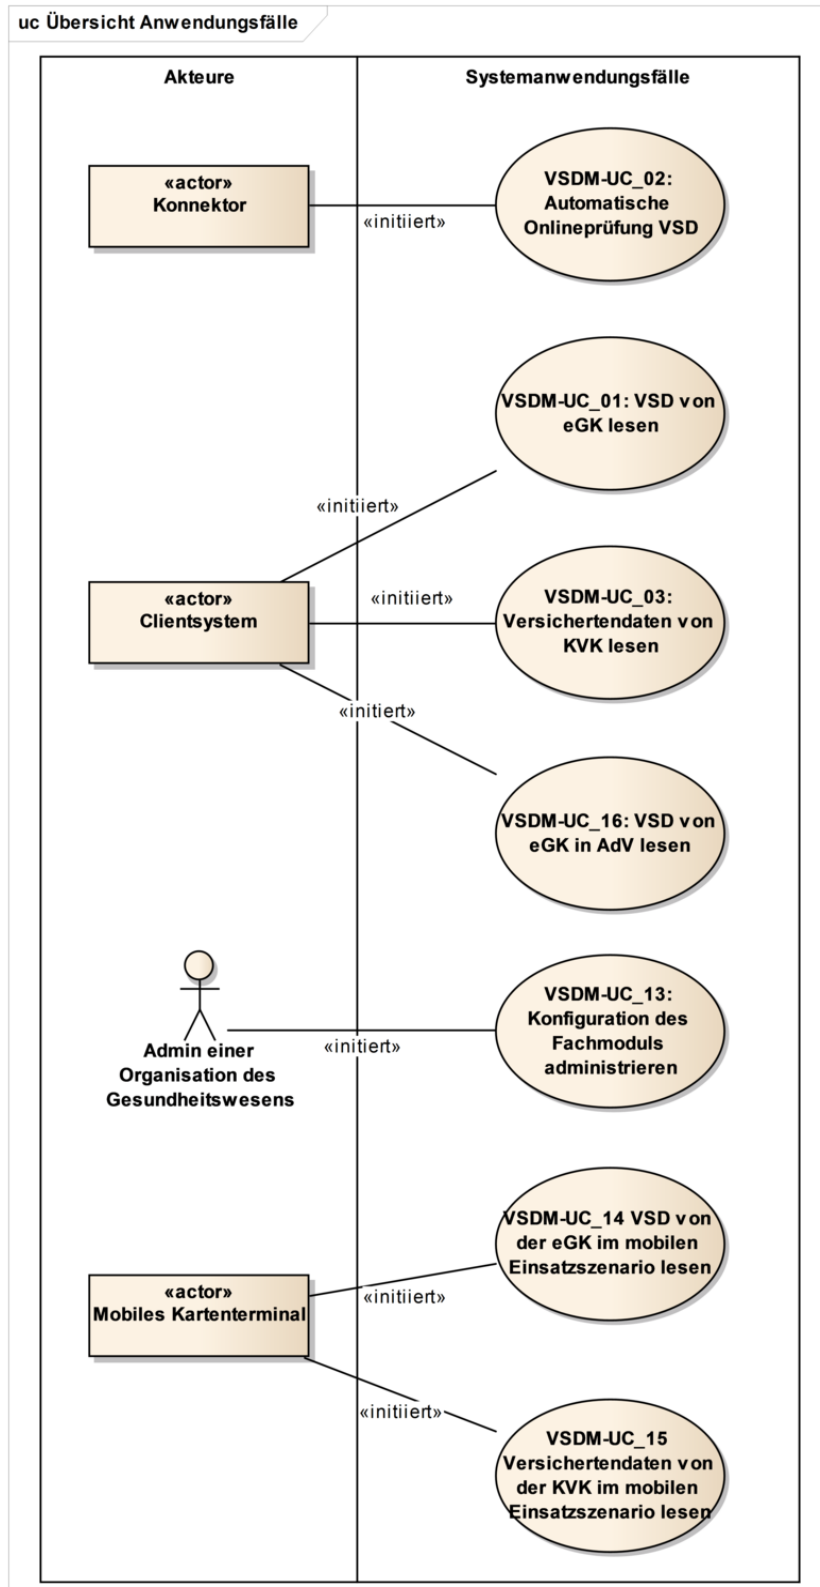 uc Übersicht Anwendungsfälle
Akteure
Systemanwendungsfälle
«actor»
Konnektor
«initiiert»
VSDM-UC_02:
Automatische
Onlineprüfung VSD
VSDM-UC_01: VSD von
eGK lesen
«initiiert»
«actor»
Clientsystem
«initiiert»
VSDM-UC_03:
Versichertendaten von
KVK lesen
«initiert»
VSDM-UC_16: VSD von
eGK in AdV lesen
Admin einer
Organisation des
Gesundheitswesens
«initiert»
VSDM-UC_13:
Konfiguration des
Fachmoduls
administrieren
«actor»
Mobiles Kartenterminal
«initiiert»
VSDM-UC_14 VSD von
der eGK im mobilen
Einsatzszenario lesen
«initiiert»
VSDM-UC_15
Versichertendaten von
der KVK im mobilen
Einsatzszenario lesen